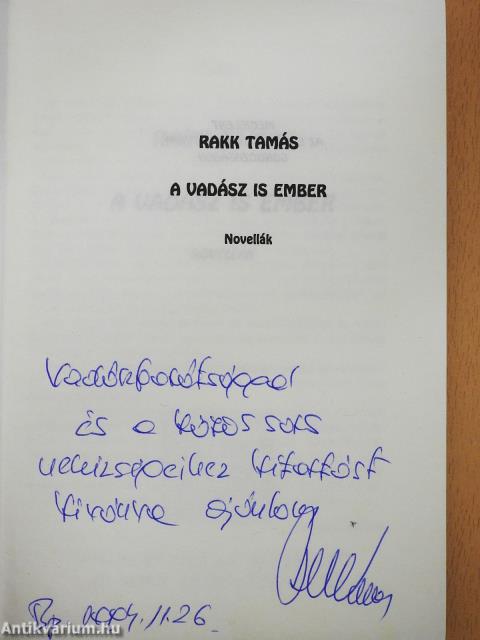 RAKK TAMÁS
A VADÁSZ IS EMBER
Novellák
Vadászbarátsággal
és a közös sors
nehézségeihez kitartást
kívánva ajánlom
Bp. 2004.11.26.
Antikvárium.hu